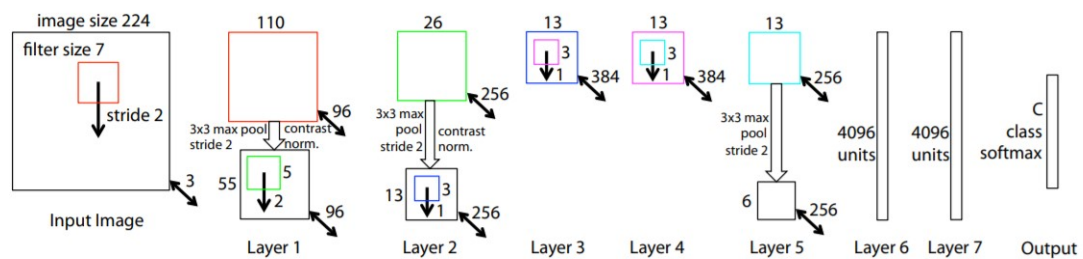 image size 224
filter size 7
stride 2
3
Input Image
110
96
3x3 max pool
stride 2
contrast
norm.
55
5
2
96
Layer 1
26
256
3x3 max
pool
stride 2
contrast
norm.
13
3
1
256
Layer 2
13
3
1
384
Layer 3
13
3
1
384
Layer 4
13
256
3x3 max
pool
stride 2
6
256
Layer 5
4096
units
Layer 6
4096
units
Layer 7
C
class
softmax
Output